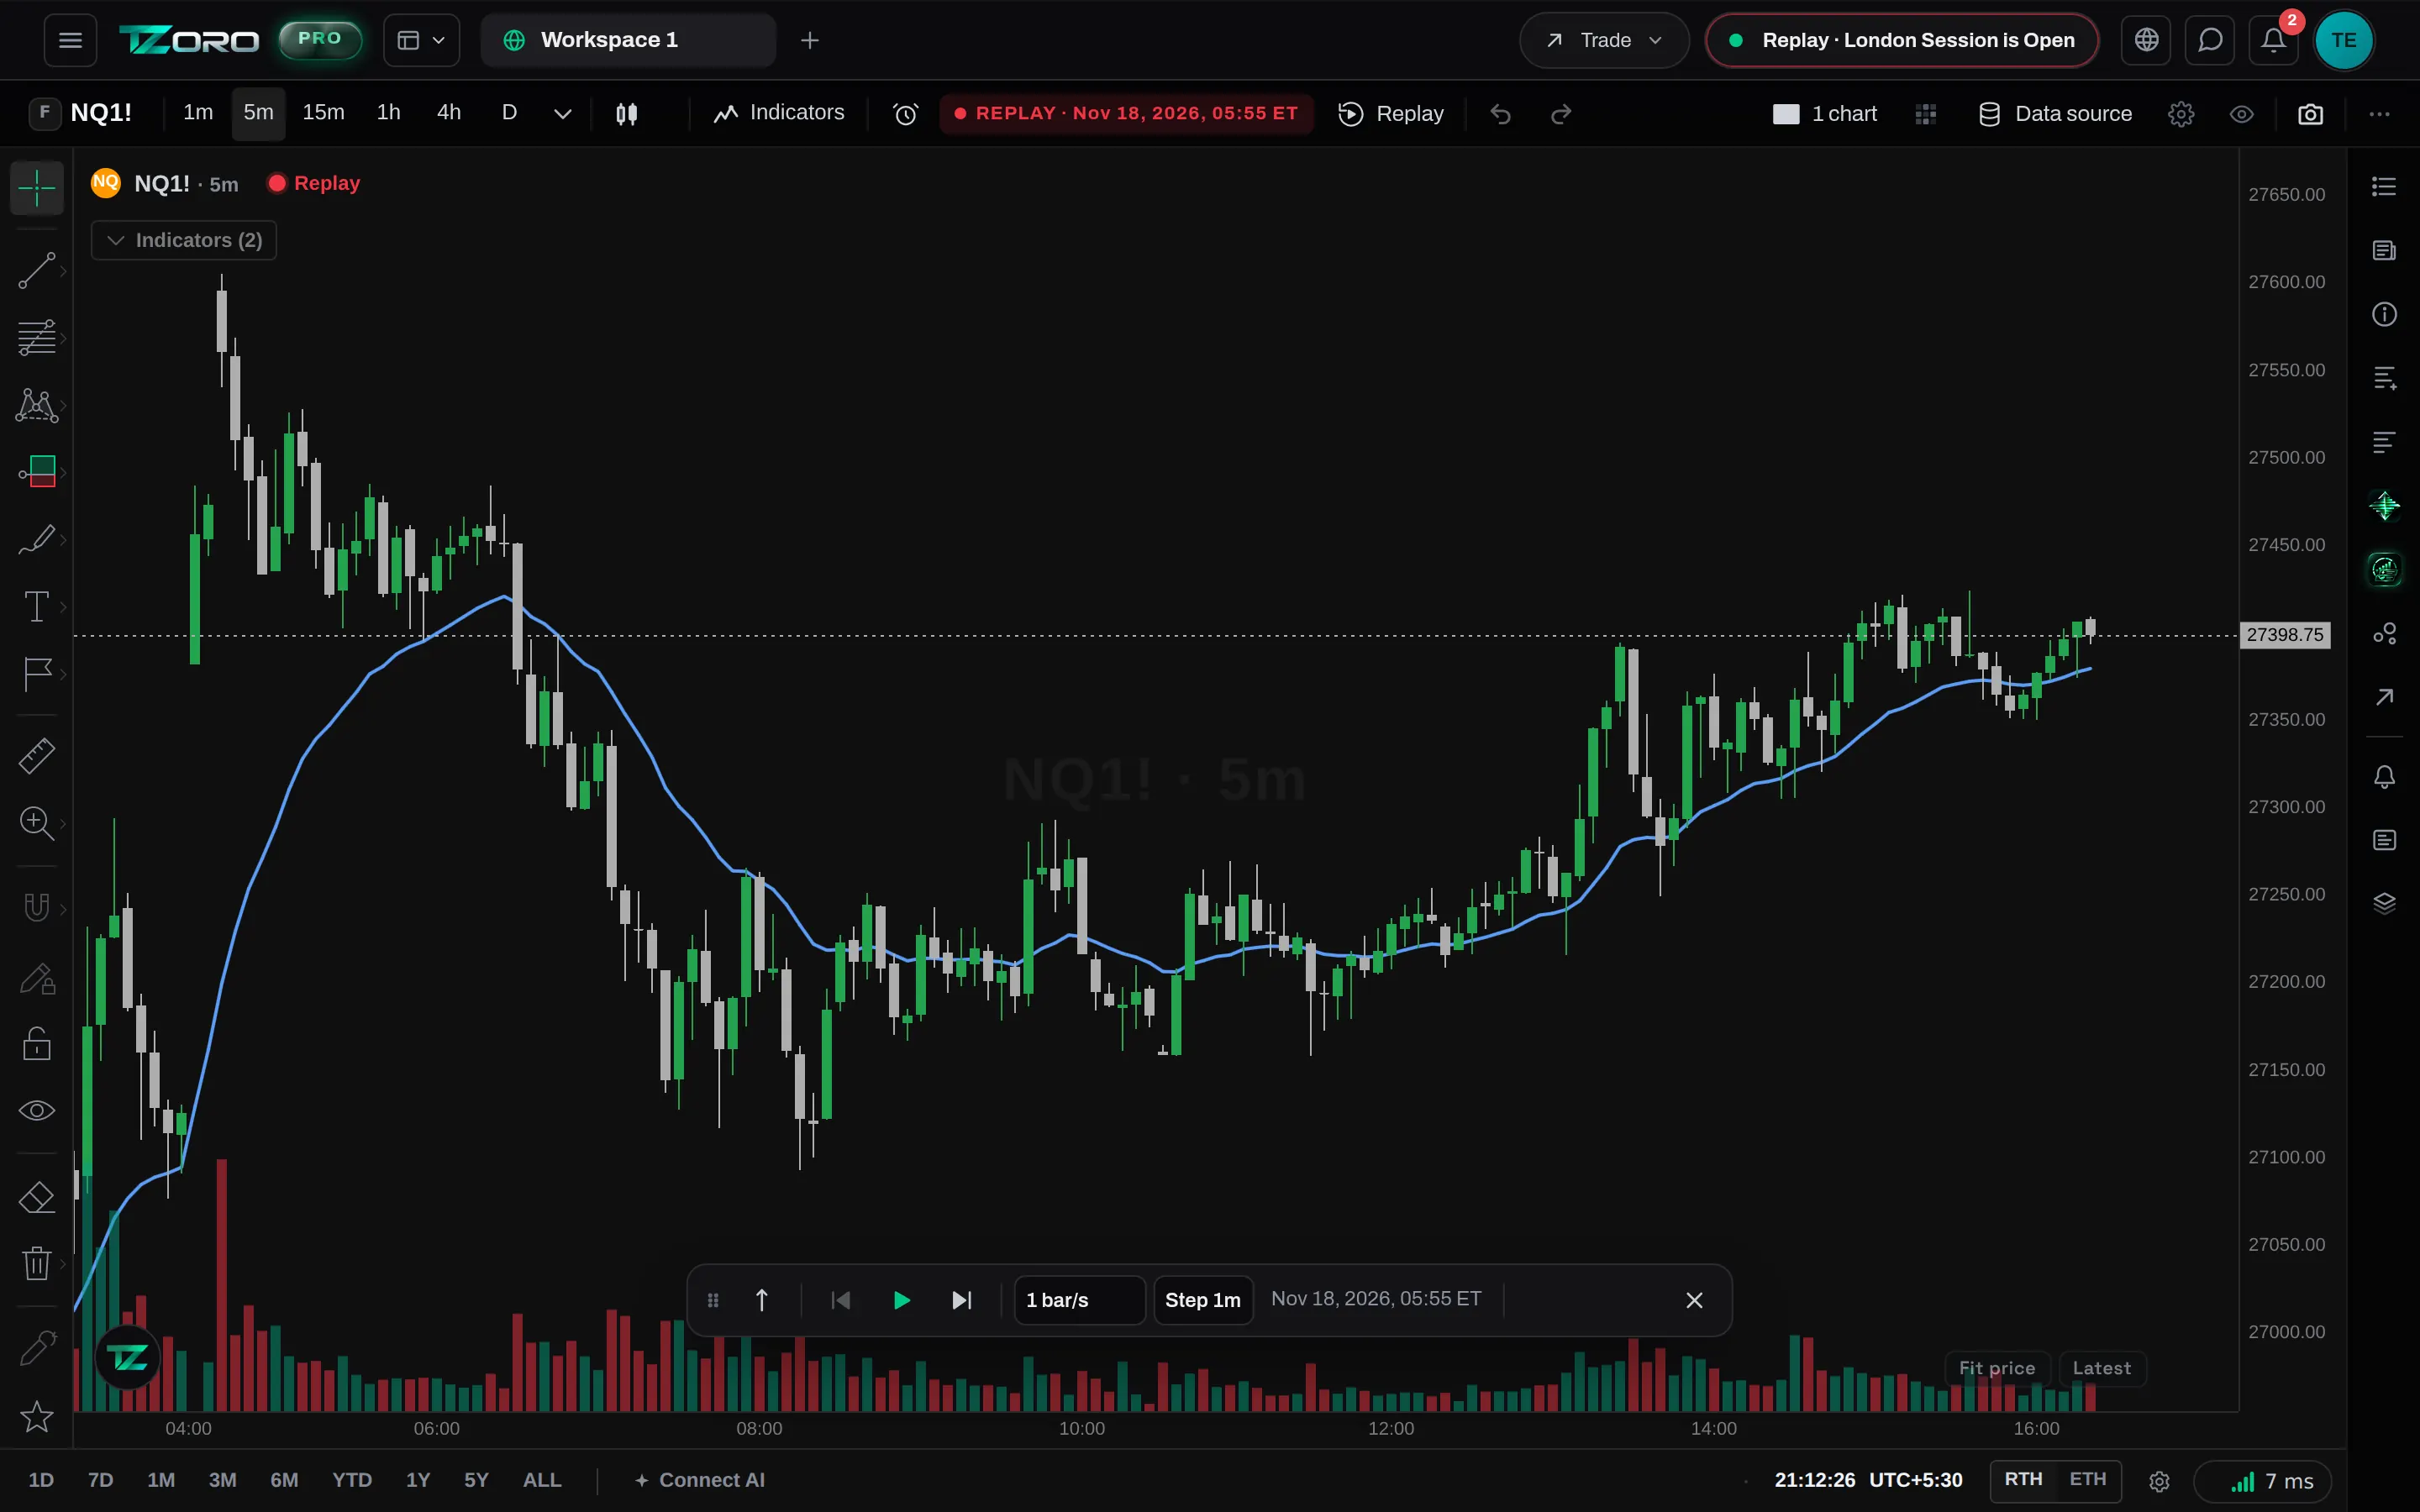 TZORO PRO Workspace 1 Trade Replay · London Session is Open 2 TE
F NQ1! 1m 5m 15m 1h 4h D Indicators REPLAY · Nov 18, 2026, 05:55 ET Replay 1 chart Data source
NQ NQ1! · 5m Replay
Indicators (2)
27650.00
27600.00
27550.00
27500.00
27450.00
27398.75
27350.00
NQ1! · 5m
27300.00
27250.00
27200.00
27150.00
27100.00
27050.00
27000.00
1 bar/s Step 1m Nov 18, 2026, 05:55 ET
TZ
Fit price Latest
04:00 06:00 08:00 10:00 12:00 14:00 16:00
1D 7D 1M 3M 6M YTD 1Y 5Y ALL Connect AI 21:12:26 UTC+5:30 RTH ETH 7 ms